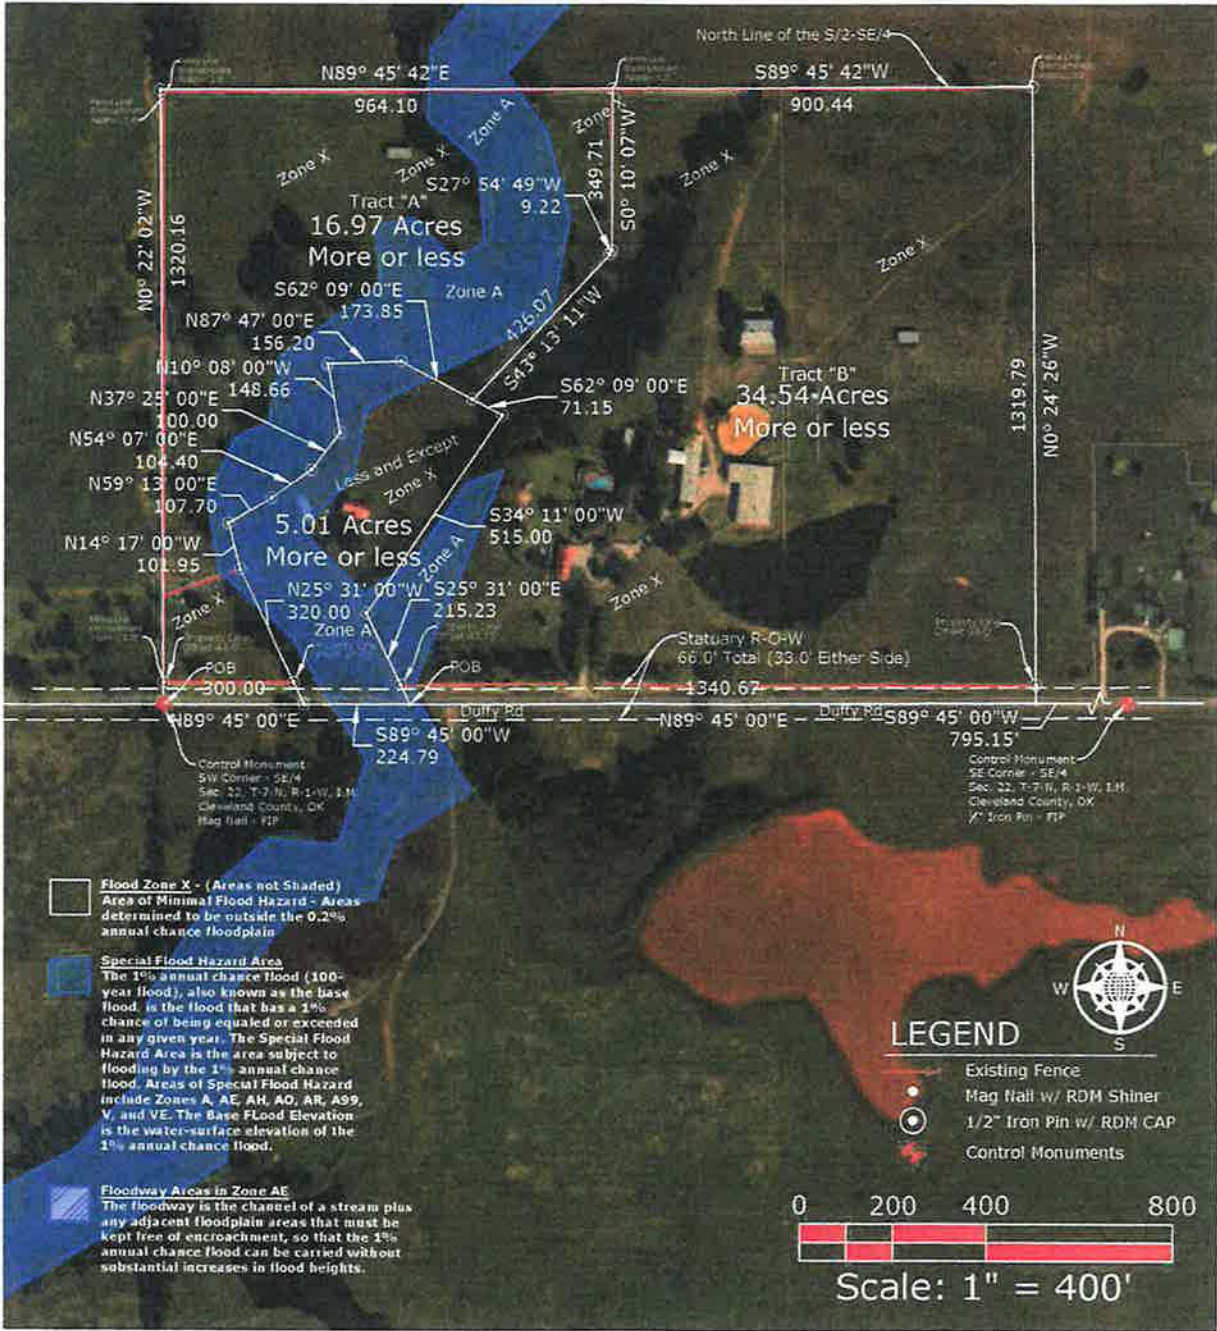 North Line of the S/2-SE/4
N89° 45' 42"E
964.10
S89° 45' 42"W
900.44
Zone A
Zone X
Zone X
Zone X
Zone X
349.71
S0° 10' 07"W
S27° 54' 49"W
9.22
Tract "A"
16.97 Acres
More or less
N0° 22' 02"W
1320.16
Zone X
Zone A
S62° 09' 00"E
173.85
N87° 47' 00"E
156.20
426.07
S43° 13' 11"W
N10° 08' 00"W
148.66
S62° 09' 00"E
71.15
Tract "B"
34.54 Acres
More or less
1319.79
N0° 24' 26"W
N37° 25' 00"E
100.00
N54° 07' 00"E
104.40
Less and Except
Zone X
N59° 13' 00"E
107.70
5.01 Acres
More or less
S34° 11' 00"W
515.00
N14° 17' 00"W
101.95
Zone A
N25° 31' 00"W
320.00
S25° 31' 00"E
215.23
Zone X
Zone X
Zone A
Statuary R-O-W
66.0' Total (33.0' Either Side)
POB
300.00
POB
1340.67
N89° 45' 00"E
Duffy Rd
N89° 45' 00"E
Duffy Rd
S89° 45' 00"W
795.15'
S89° 45' 00"W
224.79
Control Monument
SW Corner - SE/4
Sec. 22, T-7-N, R-1-W, I.M.
Cleveland County, OK
Mag Nail - FIP
Control Monument
SE Corner - SE/4
Sec. 22, T-7-N, R-1-W, I.M.
Cleveland County, OK
Iron Pin - FIP
Flood Zone X - (Areas not Shaded)
Area of Minimal Flood Hazard - Areas
determined to be outside the 0.2%
annual chance floodplain
Special Flood Hazard Area
The 1% annual chance flood (100-
year flood), also known as the base
flood, is the flood that has a 1%
chance of being equaled or exceeded
in any given year. The Special Flood
Hazard Area is the area subject to
flooding by the 1% annual chance
flood. Areas of Special Flood Hazard
include Zones A, AE, AH, AO, AR, A99,
V, and VE. The Base FLood Elevation
is the water-surface elevation of the
1% annual chance flood.
Floodway Areas in Zone AE
The floodway is the channel of a stream plus
any adjacent floodplain areas that must be
kept free of encroachment, so that the 1%
annual chance flood can be carried without
substantial increases in flood heights.
N
W E
S
LEGEND
Existing Fence
Mag Nail w/ RDM Shiner
1/2" Iron Pin w/ RDM CAP
Control Monuments
0 200 400 800
Scale: 1" = 400'